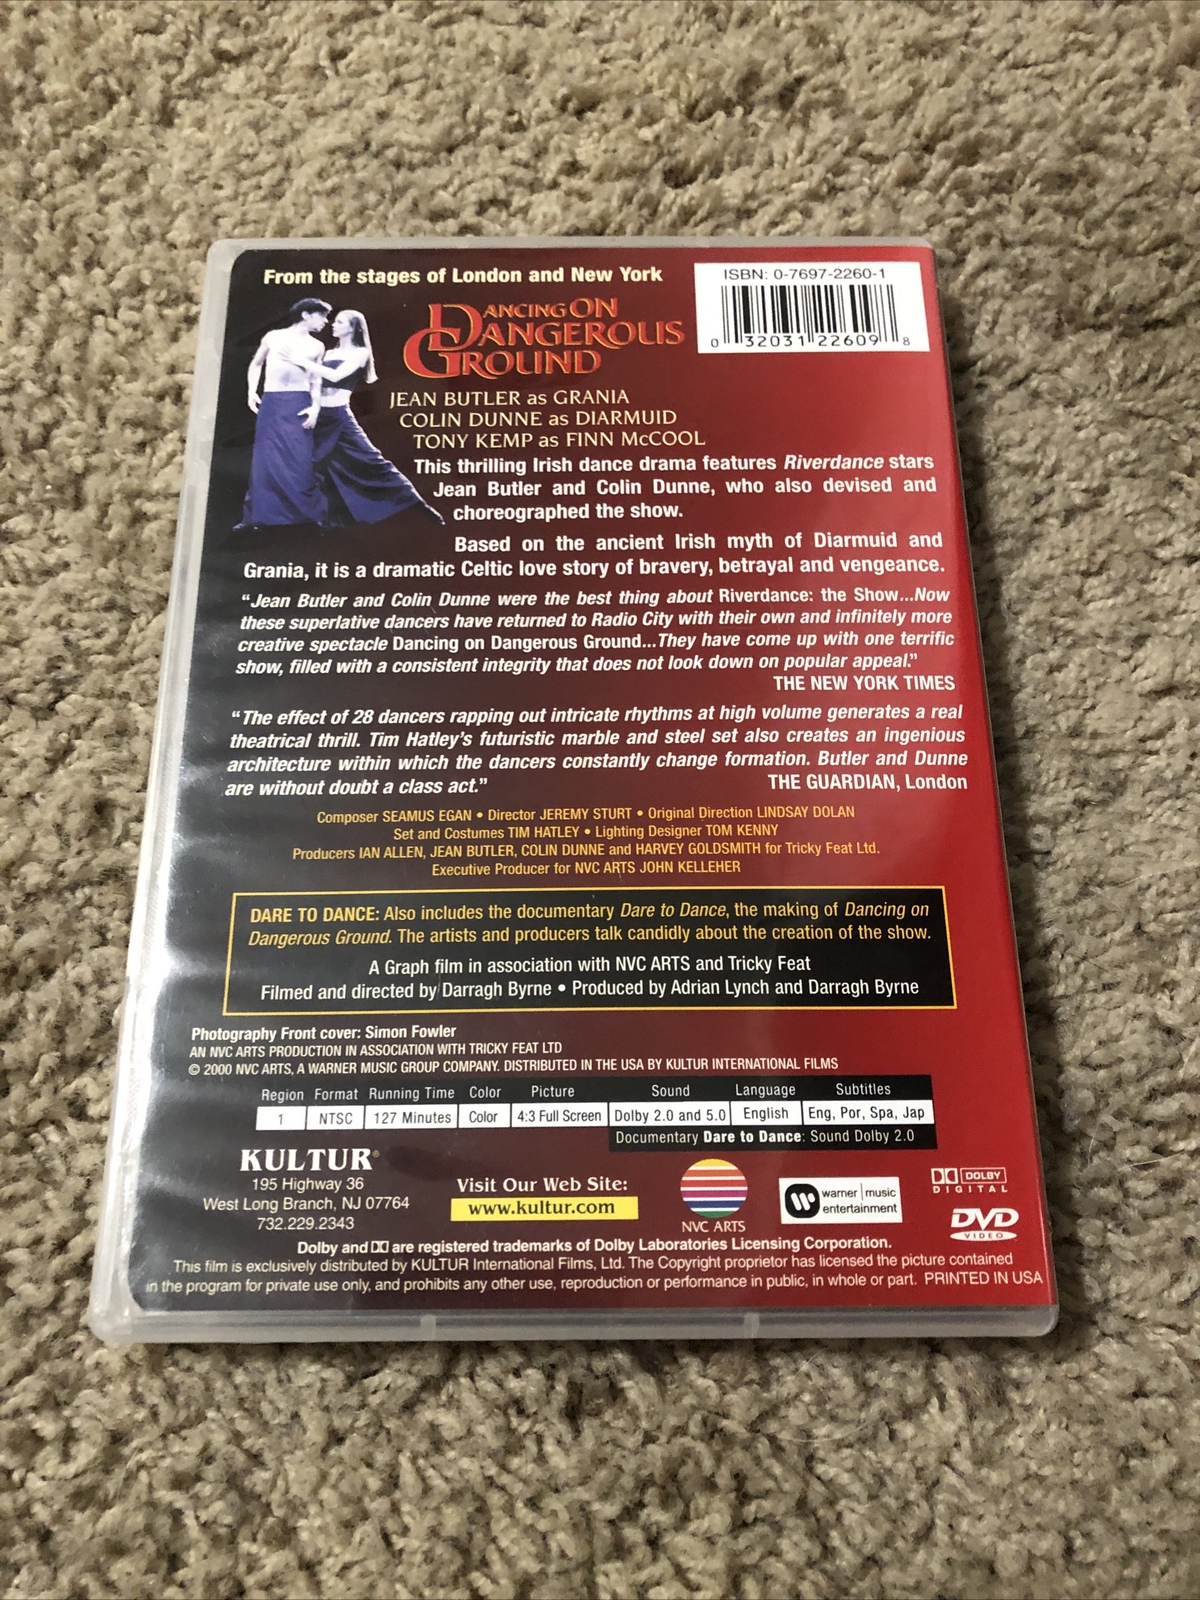 From the stages of London and New York
ISBN: 0-7697-2260-1
0 32031 22609 8
DANCING ON
DANGEROUS
GROUND
JEAN BUTLER as GRANIA
COLIN DUNNE as DIARMUID
TONY KEMP as FINN McCOOL
This thrilling Irish dance drama features Riverdance stars
Jean Butler and Colin Dunne, who also devised and
choreographed the show.
Based on the ancient Irish myth of Diarmuid and
Grania, it is a dramatic Celtic love story of bravery, betrayal and vengeance.
“Jean Butler and Colin Dunne were the best thing about Riverdance: the Show...Now
these superlative dancers have returned to Radio City with their own and infinitely more
creative spectacle Dancing on Dangerous Ground...They have come up with one terrific
show, filled with a consistent integrity that does not look down on popular appeal.”
THE NEW YORK TIMES
“The effect of 28 dancers rapping out intricate rhythms at high volume generates a real
theatrical thrill. Tim Hatley’s futuristic marble and steel set also creates an ingenious
architecture within which the dancers constantly change formation. Butler and Dunne
are without doubt a class act.” THE GUARDIAN, London
Composer SEAMUS EGAN • Director JEREMY STURT • Original Direction LINDSAY DOLAN
Set and Costumes TIM HATLEY • Lighting Designer TOM KENNY
Producers IAN ALLEN, JEAN BUTLER, COLIN DUNNE and HARVEY GOLDSMITH for Tricky Feat Ltd.
Executive Producer for NVC ARTS JOHN KELLEHER
DARE TO DANCE: Also includes the documentary Dare to Dance, the making of Dancing on
Dangerous Ground. The artists and producers talk candidly about the creation of the show.
A Graph film in association with NVC ARTS and Tricky Feat
Filmed and directed by Darragh Byrne • Produced by Adrian Lynch and Darragh Byrne
Photography Front cover: Simon Fowler
AN NVC ARTS PRODUCTION IN ASSOCIATION WITH TRICKY FEAT LTD
© 2000 NVC ARTS, A WARNER MUSIC GROUP COMPANY. DISTRIBUTED IN THE USA BY KULTUR INTERNATIONAL FILMS
Region Format Running Time Color Picture Sound Language Subtitles
1 NTSC 127 Minutes Color 4:3 Full Screen Dolby 2.0 and 5.0 English Eng, Por, Spa, Jap
Documentary Dare to Dance: Sound Dolby 2.0
KULTUR®
195 Highway 36
West Long Branch, NJ 07764
732.229.2343
Visit Our Web Site:
www.kultur.com
NVC ARTS
warner music
entertainment
DOLBY
DIGITAL
DVD
VIDEO
Dolby and DD are registered trademarks of Dolby Laboratories Licensing Corporation.
This film is exclusively distributed by KULTUR International Films, Ltd. The Copyright proprietor has licensed the picture contained
in the program for private use only, and prohibits any other use, reproduction or performance in public, in whole or part. PRINTED IN USA